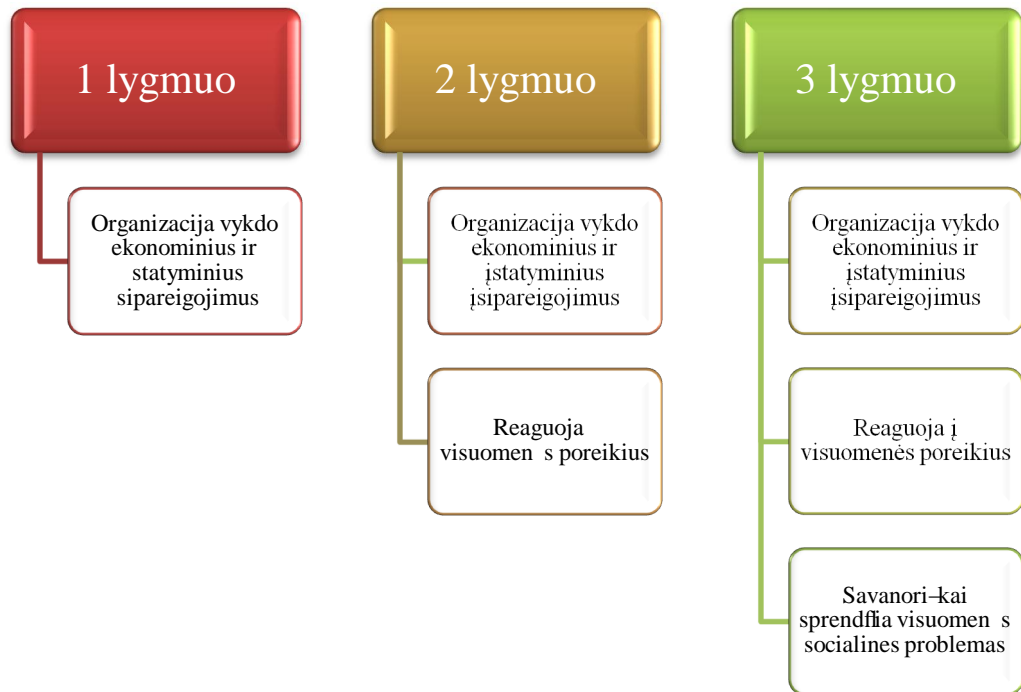 1 lygmuo
Organizacija vykdo
ekonominius ir
statyminius
sipareigojimus
2 lygmuo
Organizacija vykdo
ekonominius ir
įstatyminius
įsipareigojimus
Reaguoja
visuomen s poreikius
3 lygmuo
Organizacija vykdo
ekonominius ir
įstatyminius
įsipareigojimus
Reaguoja į
visuomenės poreikius
Savanori–kai
sprendflia visuomen s
socialines problemas